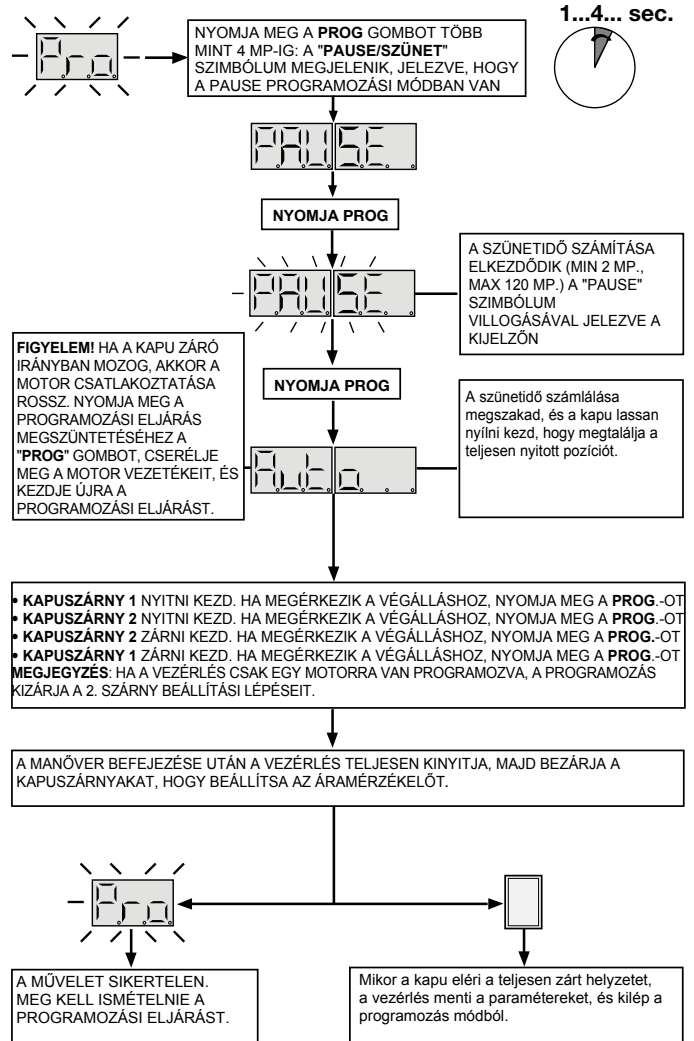 1...4... sec.
Pro
NYOMJA MEG A PROG GOMBOT TÖBB
MINT 4 MP-IG: A "PAUSE/SZÜNET"
SZIMBÓLUM MEGJELENIK, JELEZVE, HOGY
A PAUSE PROGRAMOZÁSI MÓDBAN VAN
PAUSE
NYOMJA PROG
PAUSE
A SZÜNETIDŐ SZÁMÍTÁSA
ELKEZDŐDIK (MIN 2 MP.,
MAX 120 MP.) A "PAUSE"
SZIMBÓLUM
VILLOGÁSÁVAL JELEZVE A
KIJELZŐN
FIGYELEM! HA A KAPU ZÁRÓ
IRÁNYBAN MOZOG, AKKOR A
MOTOR CSATLAKOZTATÁSA
ROSSZ. NYOMJA MEG A
PROGRAMOZÁSI ELJÁRÁS
MEGSZÜNTETÉSÉHEZ A
"PROG" GOMBOT, CSERÉLJE
MEG A MOTOR VEZETÉKEIT, ÉS
KEZDJE ÚJRA A
PROGRAMOZÁSI ELJÁRÁST.
NYOMJA PROG
Auto
A szünetidő számlálása
megszakad, és a kapu lassan
nyílni kezd, hogy megtalálja a
teljesen nyitott pozíciót.
• KAPUSZÁRNY 1 NYITNI KEZD. HA MEGÉRKEZIK A VÉGÁLLÁSHOZ, NYOMJA MEG A PROG.-OT
• KAPUSZÁRNY 2 NYITNI KEZD. HA MEGÉRKEZIK A VÉGÁLLÁSHOZ, NYOMJA MEG A PROG.-OT
• KAPUSZÁRNY 2 ZÁRNI KEZD. HA MEGÉRKEZIK A VÉGÁLLÁSHOZ, NYOMJA MEG A PROG.-OT
• KAPUSZÁRNY 1 ZÁRNI KEZD. HA MEGÉRKEZIK A VÉGÁLLÁSHOZ, NYOMJA MEG A PROG.-OT
MEGJEGYZÉS: HA A VEZÉRLÉS CSAK EGY MOTORRA VAN PROGRAMOZVA, A PROGRAMOZÁS
KIZÁRJA A 2. SZÁRNY BEÁLLÍTÁSI LÉPÉSEIT.
A MANŐVER BEFEJEZÉSE UTÁN A VEZÉRLÉS TELJESEN KINYITJA, MAJD BEZÁRJA A
KAPUSZÁRNYAKAT, HOGY BEÁLLÍTSA AZ ÁRAMÉRZÉKELŐT.
Pro
A MŰVELET SIKERTELEN.
MEG KELL ISMÉTELNIE A
PROGRAMOZÁSI ELJÁRÁST.
Mikor a kapu eléri a teljesen zárt helyzetet,
a vezérlés menti a paramétereket, és kilép a
programozás módból.